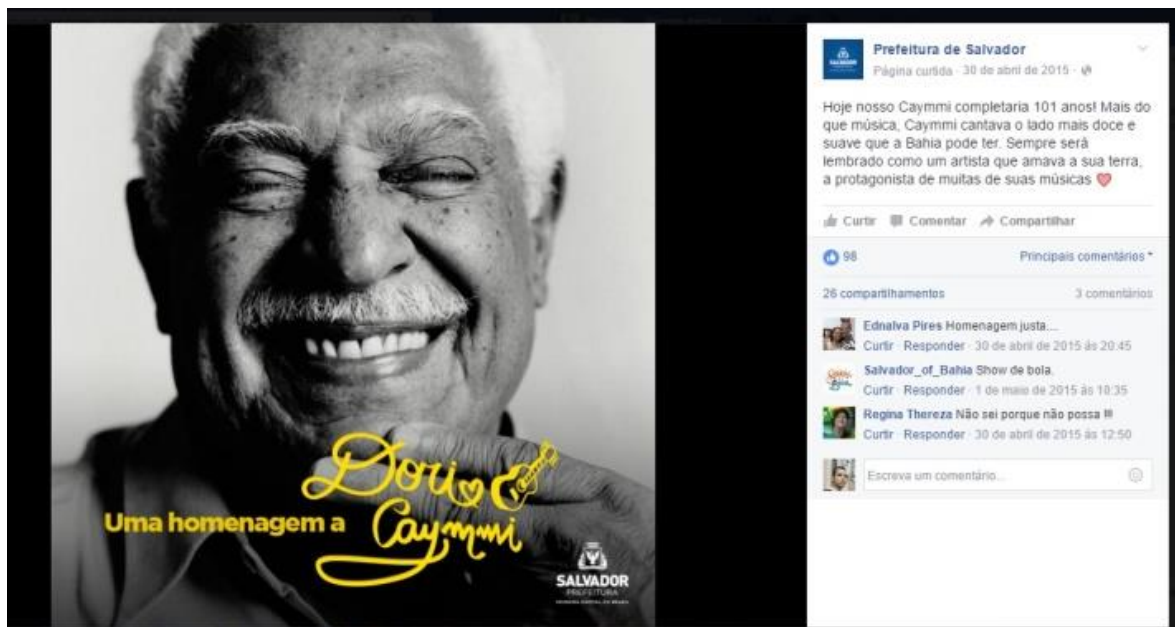 Uma homenagem a
Dori
Caymmi
SALVADOR
PREFEITURA
PRIMEIRA CAPITAL DO BRASIL
Prefeitura de Salvador
Página curtida · 30 de abril de 2015 ·
Hoje nosso Caymmi completaria 101 anos! Mais do
que música, Caymmi cantava o lado mais doce e
suave que a Bahia pode ter. Sempre será
lembrado como um artista que amava a sua terra,
a protagonista de muitas de suas músicas
Curtir Comentar Compartilhar
98 Principais comentários
26 compartilhamentos 3 comentários
Ednalva Pires Homenagem justa....
Curtir · Responder · 30 de abril de 2015 às 20:45
Salvador_of_Bahia Show de bola.
Curtir · Responder · 1 de maio de 2015 às 10:35
Regina Thereza Não sei porque não possa !!!
Curtir · Responder · 30 de abril de 2015 às 12:50
Escreva um comentário...